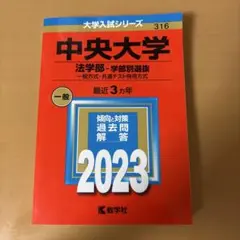 大学入試シリーズ
316
中央大学
法学部-学部別選抜
一般方式・共通テスト併用方式
最近3カ年
一般
傾向と対策
過去問
解答
2023
教学社